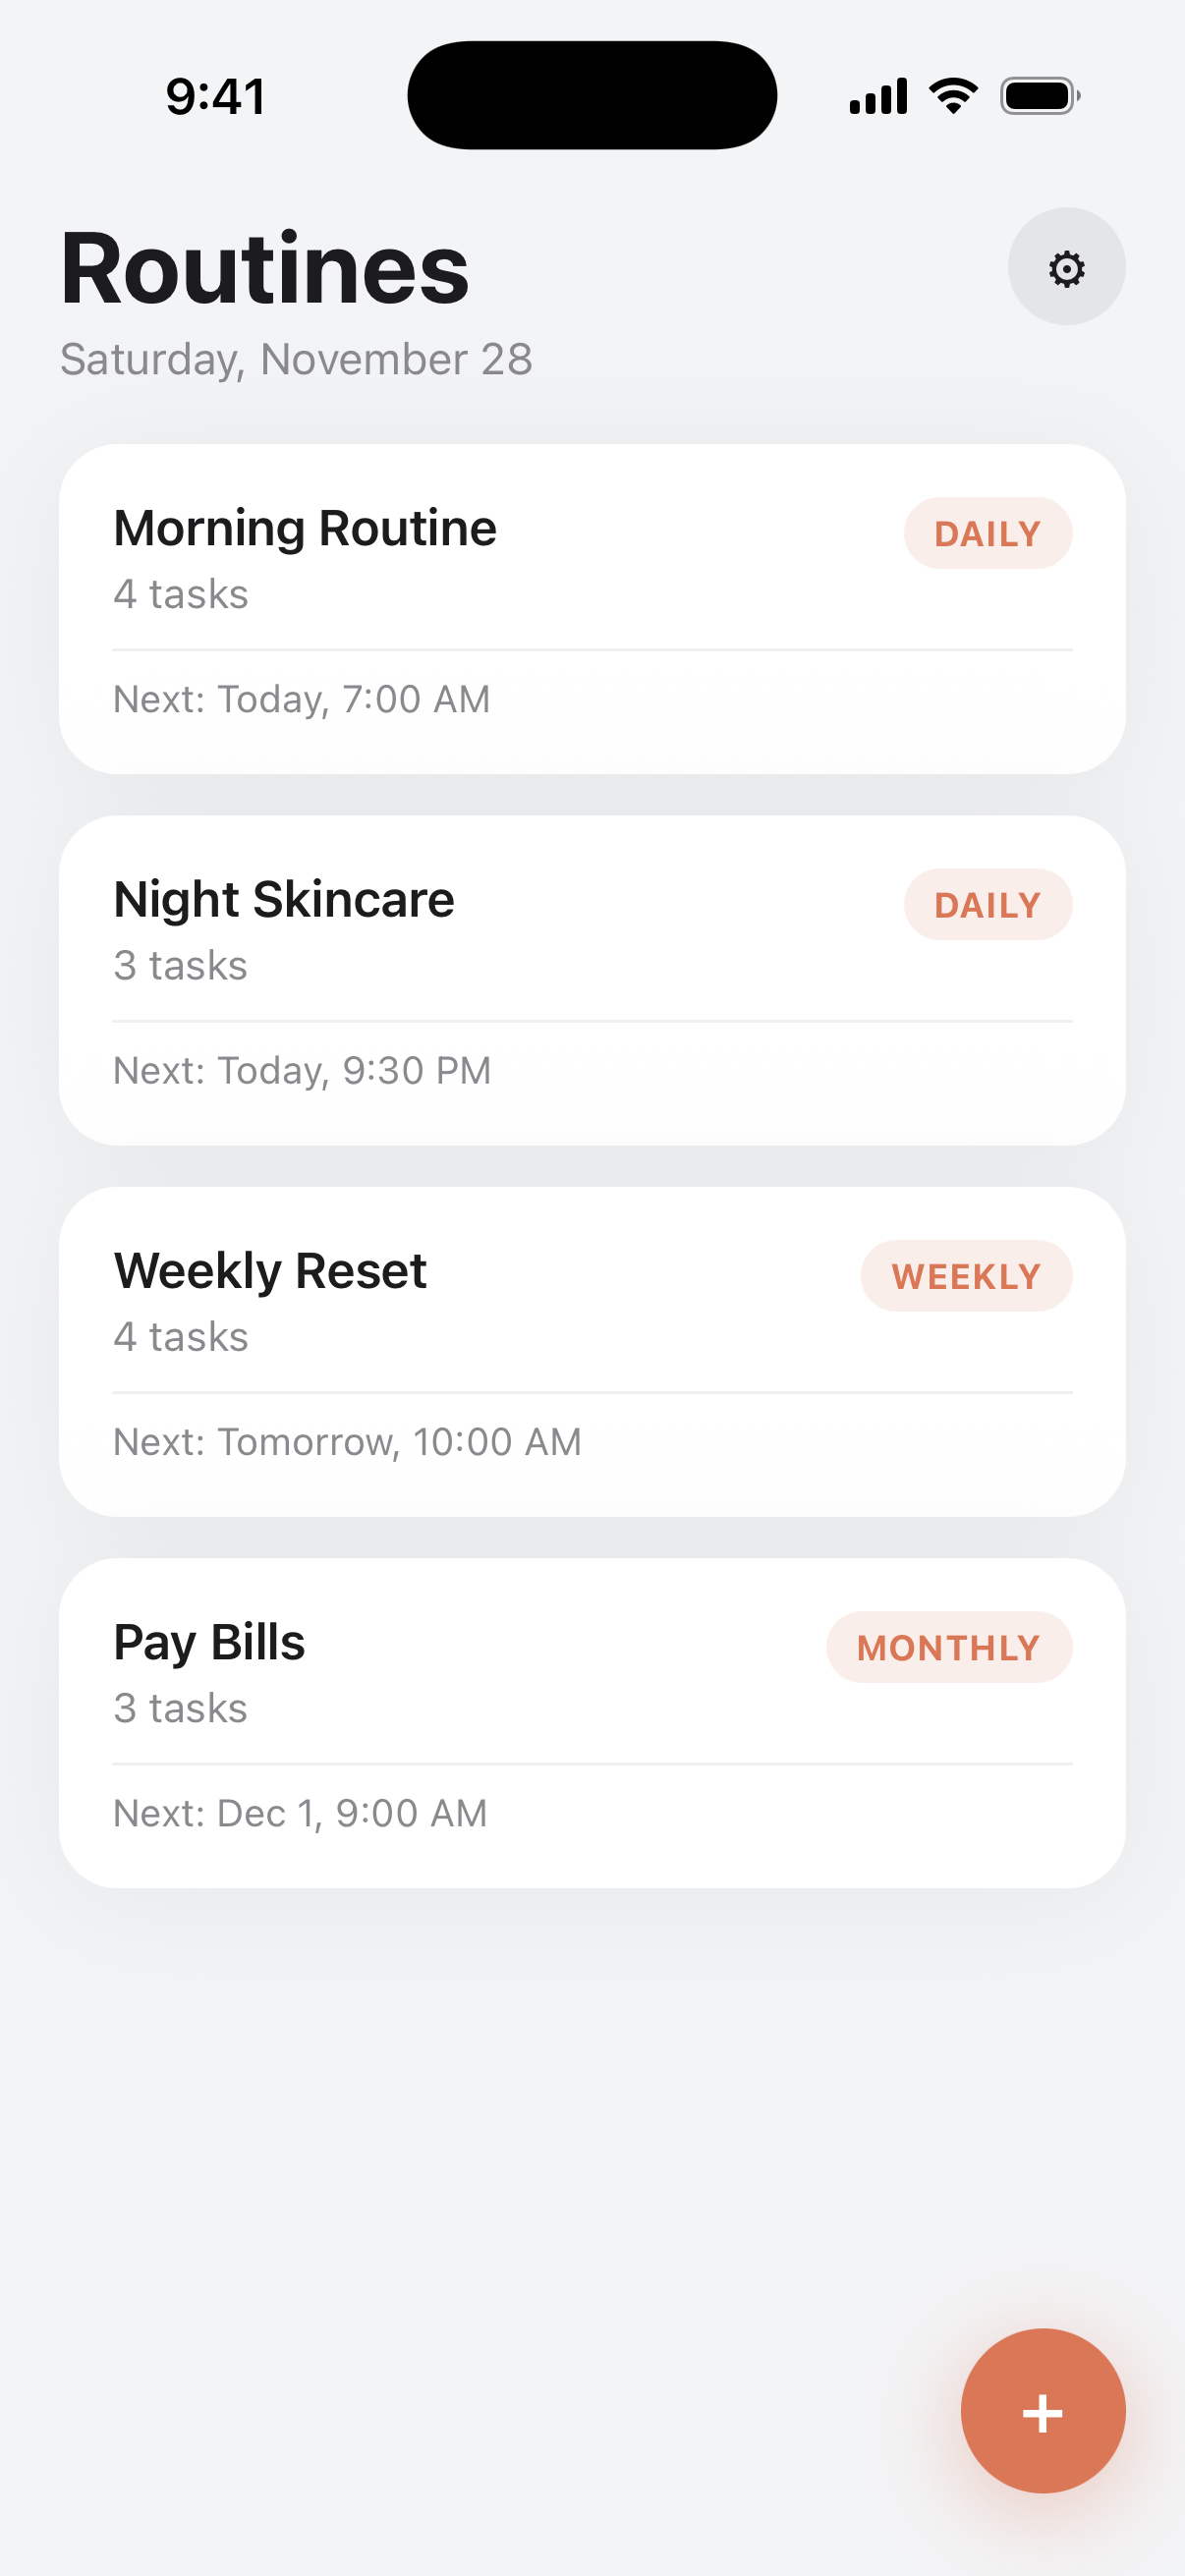 9:41
Routines
Saturday, November 28
Morning Routine
DAILY
4 tasks
Next: Today, 7:00 AM
Night Skincare
DAILY
3 tasks
Next: Today, 9:30 PM
Weekly Reset
WEEKLY
4 tasks
Next: Tomorrow, 10:00 AM
Pay Bills
MONTHLY
3 tasks
Next: Dec 1, 9:00 AM
+